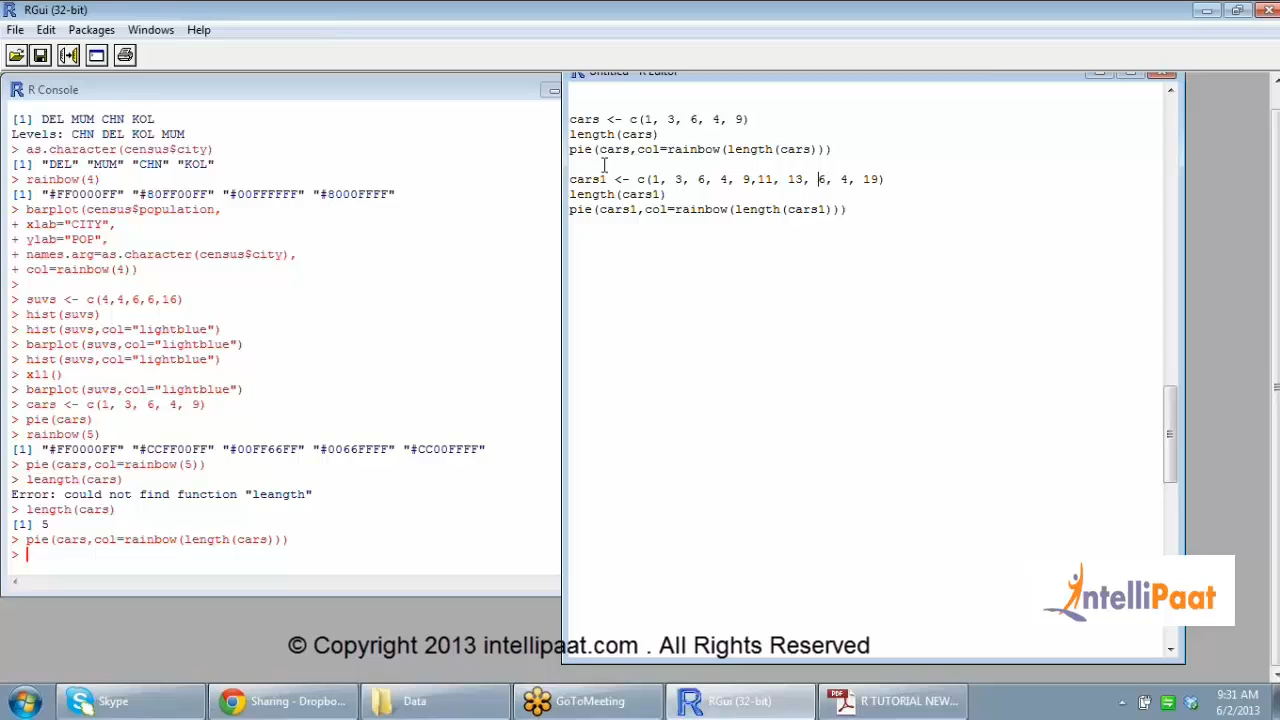 RGui (32-bit)
File Edit Packages Windows Help
R Console
[1] DEL MUM CHN KOL
Levels: CHN DEL KOL MUM
> as.character(census$city)
[1] "DEL" "MUM" "CHN" "KOL"
> rainbow(4)
[1] "#FF0000FF" "#80FF00FF" "#00FFFFFF" "#8000FFFF"
> barplot(census$population,
+ xlab="CITY",
+ ylab="POP",
+ names.arg=as.character(census$city),
+ col=rainbow(4))
>
> suvs <- c(4,4,6,6,16)
> hist(suvs)
> hist(suvs,col="lightblue")
> barplot(suvs,col="lightblue")
> hist(suvs,col="lightblue")
> x11()
> barplot(suvs,col="lightblue")
> cars <- c(1, 3, 6, 4, 9)
> pie(cars)
> rainbow(5)
[1] "#FF0000FF" "#CCFF00FF" "#00FF66FF" "#0066FFFF" "#CC00FFFF"
> pie(cars,col=rainbow(5))
> leangth(cars)
Error: could not find function "leangth"
> length(cars)
[1] 5
> pie(cars,col=rainbow(length(cars)))
>
Untitled - R Editor
cars <- c(1, 3, 6, 4, 9)
length(cars)
pie(cars,col=rainbow(length(cars)))
cars1 <- c(1, 3, 6, 4, 9,11, 13, 6, 4, 19)
length(cars1)
pie(cars1,col=rainbow(length(cars1)))
IntelliPaat
© Copyright 2013 intellipaat.com . All Rights Reserved
Skype
Sharing - Dropbo...
Data
GoToMeeting
RGui (32-bit)
R TUTORIAL NEW...
9:31 AM
6/2/2013